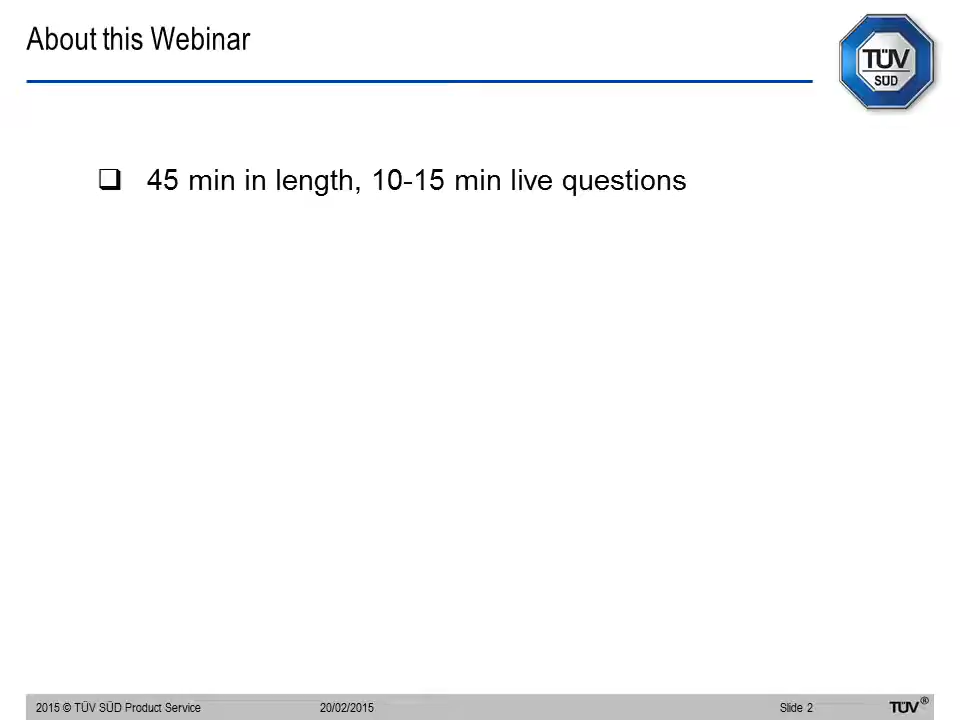 About this Webinar
TÜV
SÜD
❑ 45 min in length, 10-15 min live questions
2015 © TÜV SÜD Product Service 20/02/2015 Slide 2 TÜV®